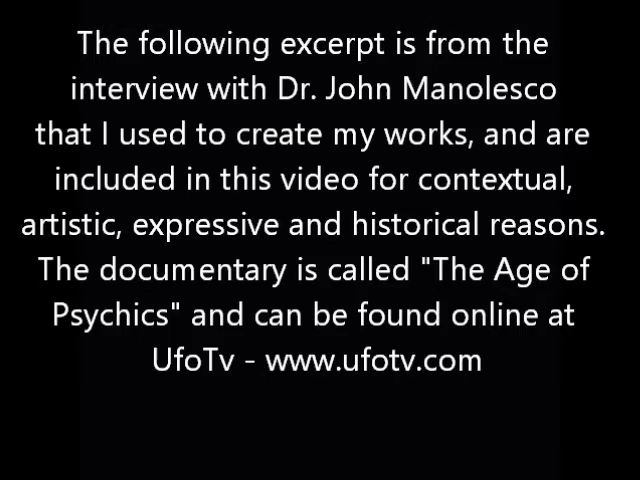 The following excerpt is from the
interview with Dr. John Manolesco
that I used to create my works, and are
included in this video for contextual,
artistic, expressive and historical reasons.
The documentary is called "The Age of
Psychics" and can be found online at
UfoTv - www.ufotv.com